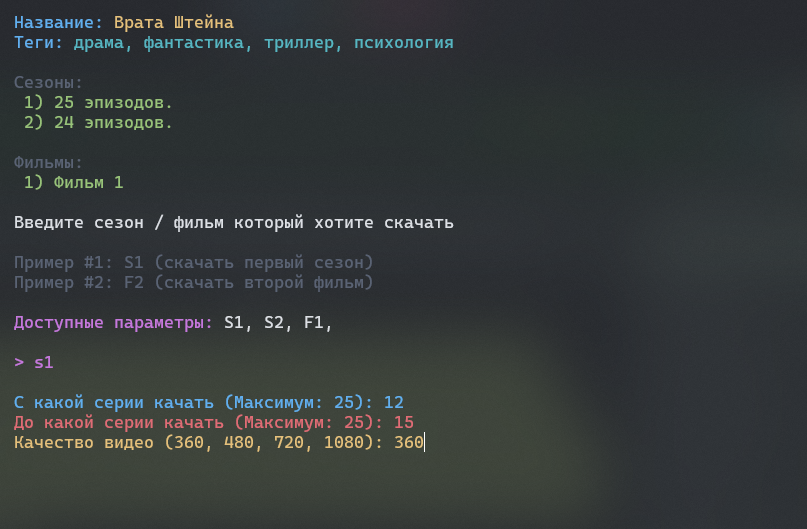 Название: Врата Штейна
Теги: драма, фантастика, триллер, психология
Сезоны:
1) 25 эпизодов.
2) 24 эпизодов.
Фильмы:
1) Фильм 1
Введите сезон / фильм который хотите скачать
Пример #1: S1 (скачать первый сезон)
Пример #2: F2 (скачать второй фильм)
Доступные параметры: S1, S2, F1,
> s1
С какой серии качать (Максимум: 25): 12
До какой серии качать (Максимум: 25): 15
Качество видео (360, 480, 720, 1080): 360